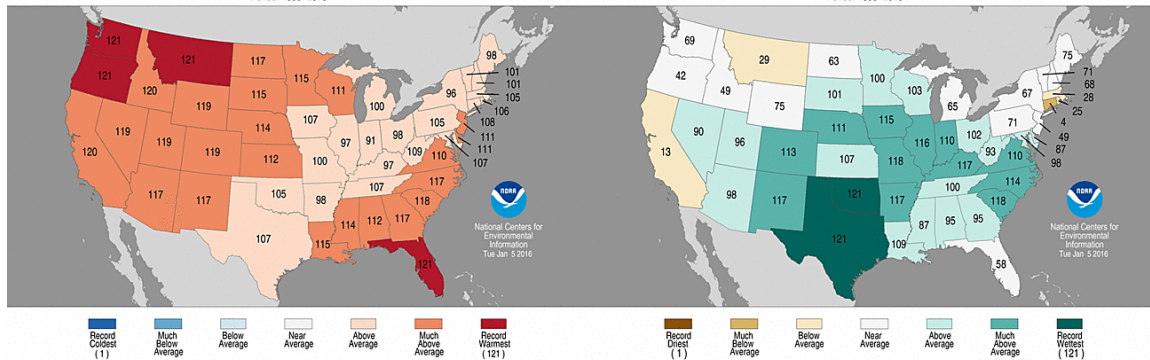 121
121
121
120
117
115
115
111
119
119
120
119
119
114
112
117
117
107
100
105
107
98
97
91
98
100
97
109
107
110
117
118
117
112
114
115
121
105
96
98
101
101
105
106
108
111
111
107
NOAA
National Centers for
Environmental
Information
Tue Jan 5 2016
Record
Coldest
(1)
Much
Below
Average
Below
Average
Near
Average
Above
Average
Much
Above
Average
Record
Warmest
(121)
69
42
29
49
63
101
100
103
75
90
13
96
113
111
107
98
117
121
121
115
118
117
109
116
110
102
65
117
93
100
110
114
118
95
95
87
58
71
67
75
71
68
28
25
4
49
87
98
NOAA
National Centers for
Environmental
Information
Tue Jan 5 2016
Record
Driest
(1)
Much
Below
Average
Below
Average
Near
Average
Above
Average
Much
Above
Average
Record
Wettest
(121)